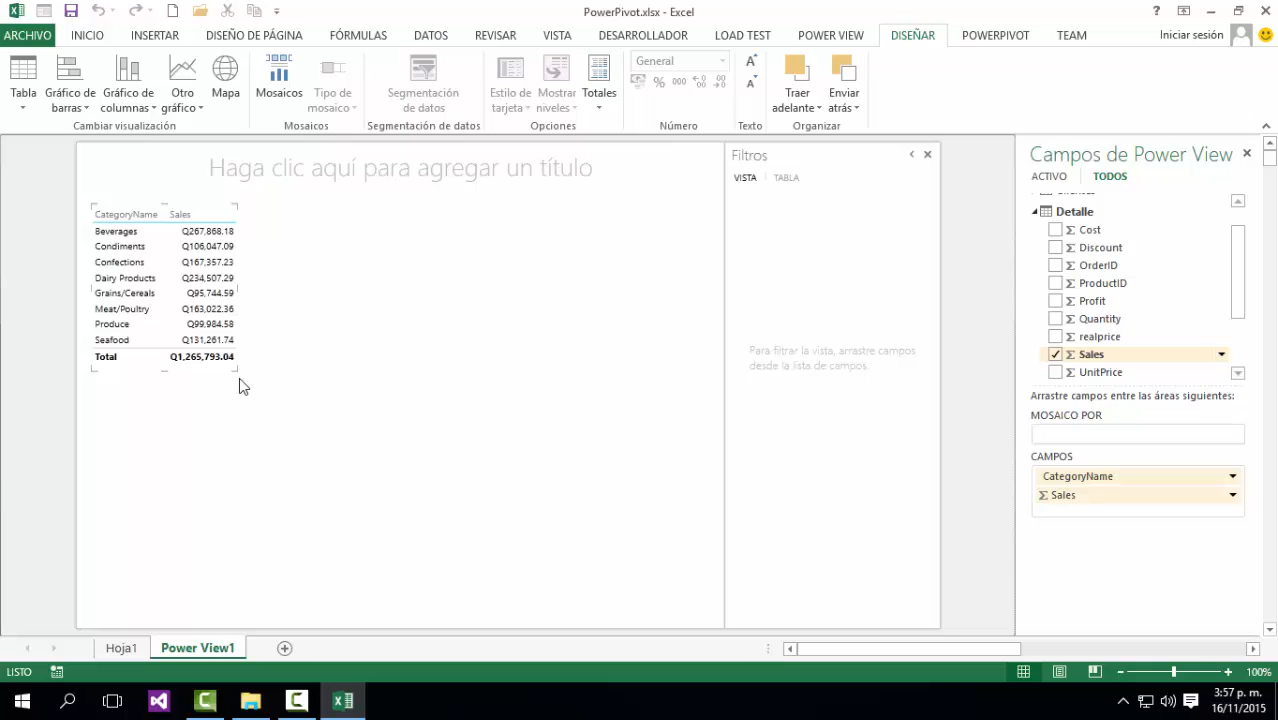 PowerPivot.xlsx - Excel
ARCHIVO INICIO INSERTAR DISEÑO DE PÁGINA FÓRMULAS DATOS REVISAR VISTA DESARROLLADOR LOAD TEST POWER VIEW DISEÑAR POWERPIVOT TEAM Iniciar sesión
Tabla Gráfico de barras Gráfico de columnas Otro gráfico Mapa Mosaicos Tipo de mosaico Segmentación de datos Estilo de tarjeta Mostrar niveles Totales General % 000 Traer adelante Enviar atrás
Cambiar visualización Mosaicos Segmentación de datos Opciones Número Texto Organizar
Haga clic aquí para agregar un título
CategoryName Sales
Beverages Q267,868.18
Condiments Q106,047.09
Confections Q167,357.23
Dairy Products Q234,507.29
Grains/Cereals Q95,744.59
Meat/Poultry Q163,022.36
Produce Q99,984.58
Seafood Q131,261.74
Total Q1,265,793.04
Filtros
VISTA TABLA
Para filtrar la vista, arrastre campos
desde la lista de campos.
Campos de Power View
ACTIVO TODOS
Detalle
Cost
Discount
OrderID
ProductID
Profit
Quantity
realprice
Sales
UnitPrice
Arrastre campos entre las áreas siguientes:
MOSAICO POR
CAMPOS
CategoryName
Σ Sales
Hoja1 Power View1
LISTO 100%
3:57 p. m.
16/11/2015